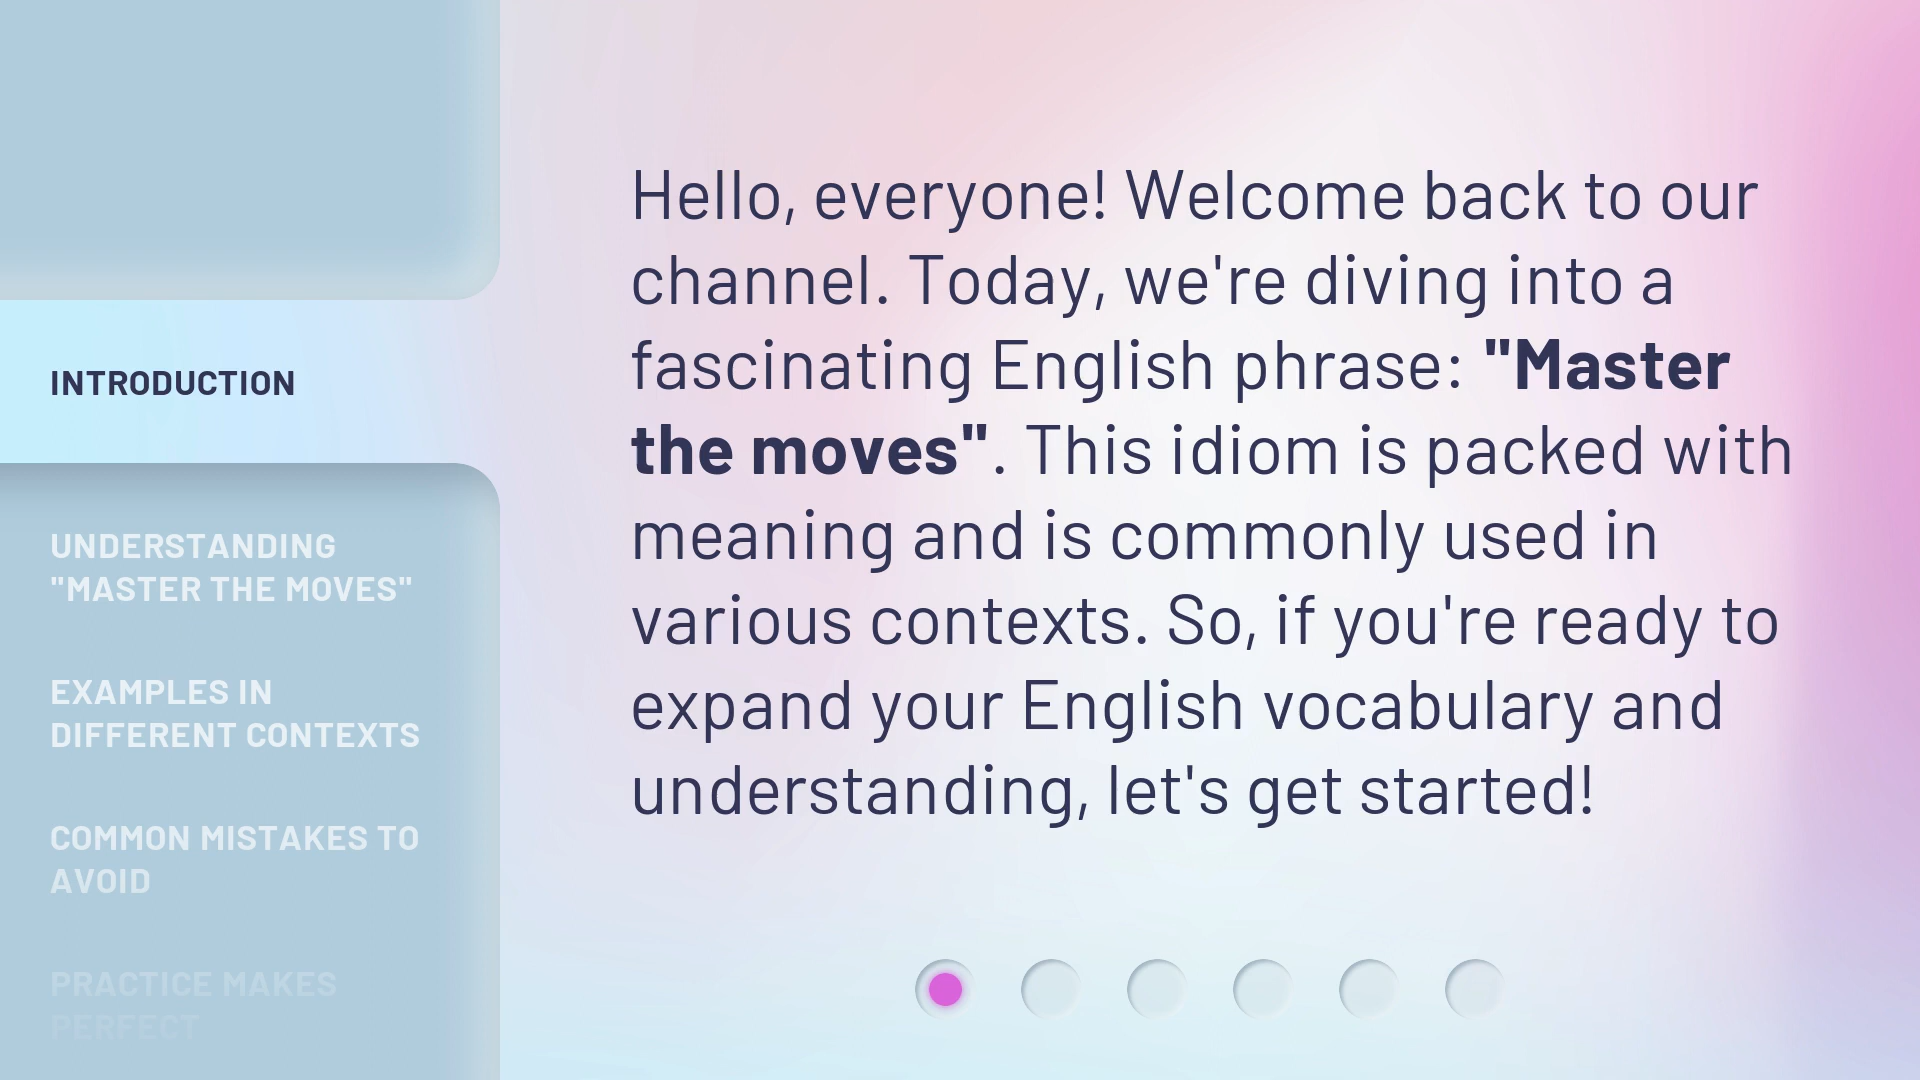 INTRODUCTION
UNDERSTANDING
"MASTER THE MOVES"
EXAMPLES IN
DIFFERENT CONTEXTS
COMMON MISTAKES TO
AVOID
PRACTICE MAKES
PERFECT
Hello, everyone! Welcome back to our
channel. Today, we're diving into a
fascinating English phrase: "Master
the moves". This idiom is packed with
meaning and is commonly used in
various contexts. So, if you're ready to
expand your English vocabulary and
understanding, let's get started!